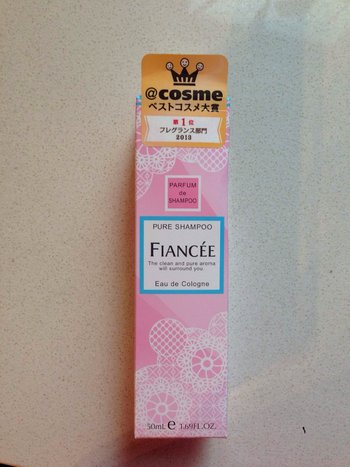 @cosme
ベストコスメ大賞
第1位
フレグランス部門
2013
PARFUM
de
SHAMPOO
PURE SHAMPOO
FIANCÉE
The clean and pure aroma
will surround you
Eau de Cologne
50mL e 1.69FL.OZ.